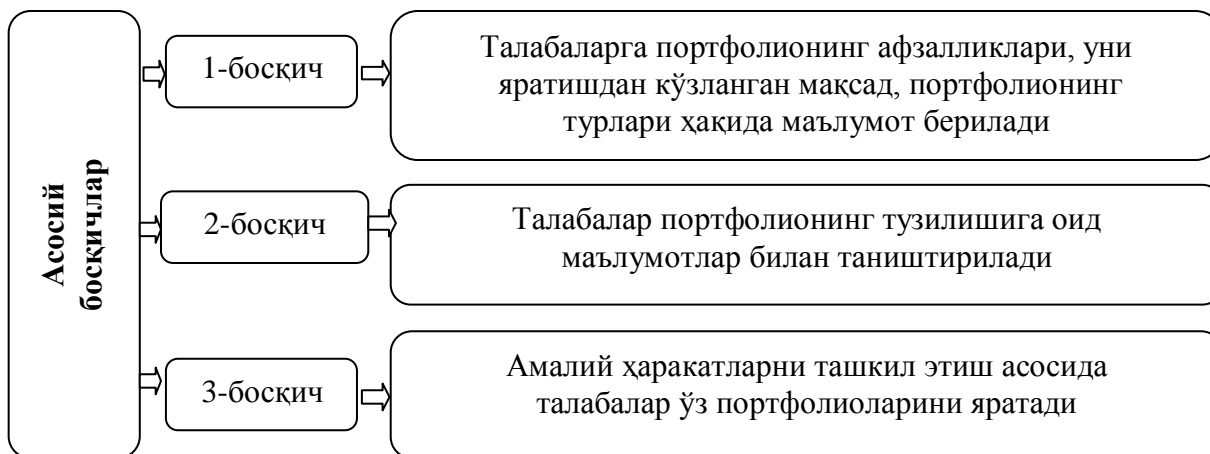 Асосий
босқичлар
1-босқич
Талабаларга портфолионинг афзалликлари, уни
яратишдан кўзланган мақсад, портфолионинг
турлари ҳақида маълумот берилади
2-босқич
Талабалар портфолионинг тузилишига оид
маълумотлар билан таништирилади
3-босқич
Амалий ҳаракатларни ташкил этиш асосида
талабалар ўз портфолиоларини яратади